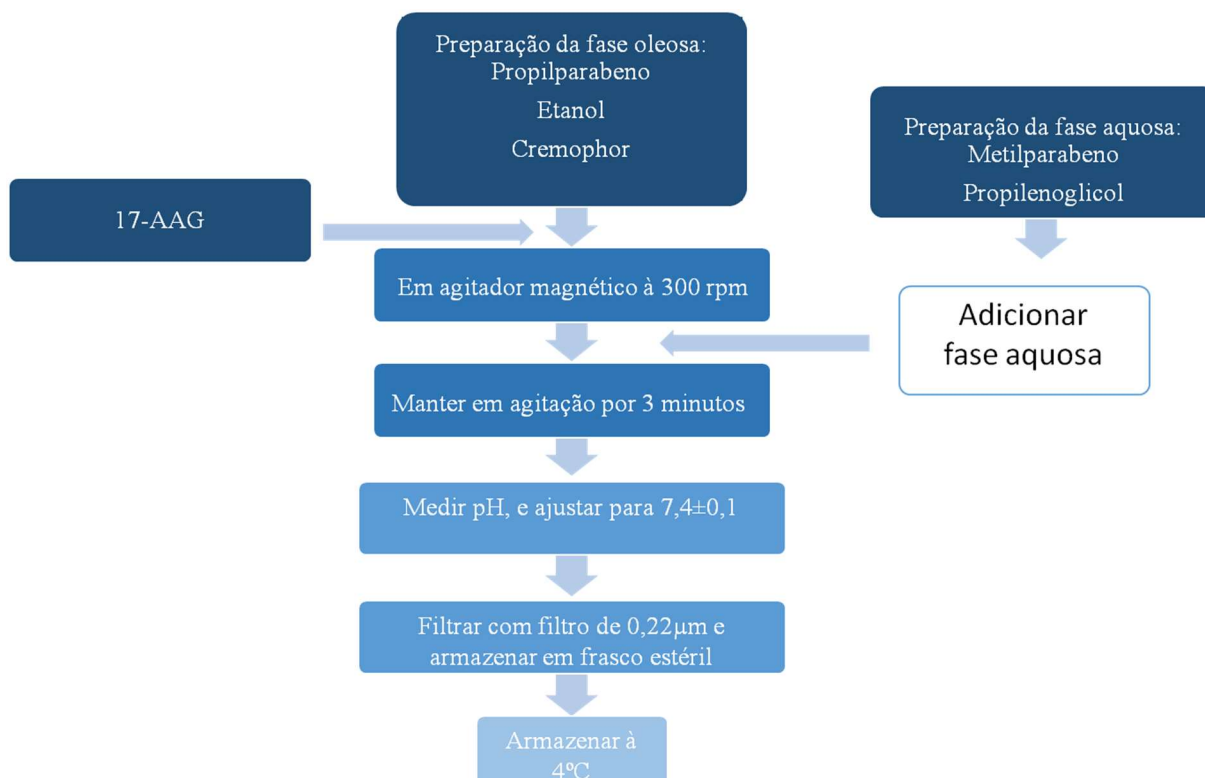 Preparação da fase oleosa:
Propilparabeno
Etanol
Cremophor
Preparação da fase aquosa:
Metilparabeno
Propilenoglicol
17-AAG
Em agitador magnético à 300 rpm
Adicionar
fase aquosa
Manter em agitação por 3 minutos
Medir pH, e ajustar para 7,4±0,1
Filtrar com filtro de 0,22µm e
armazenar em frasco estéril
Armazenar à
4ºC